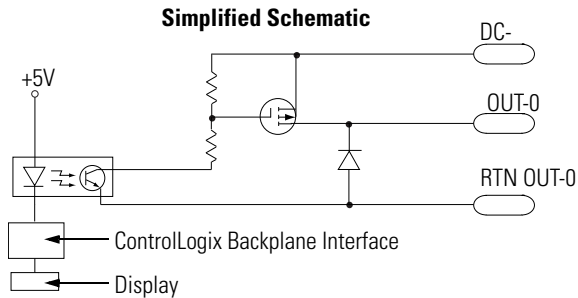 Simplified Schematic
DC-
+5V
OUT-0
RTN OUT-0
ControlLogix Backplane Interface
Display